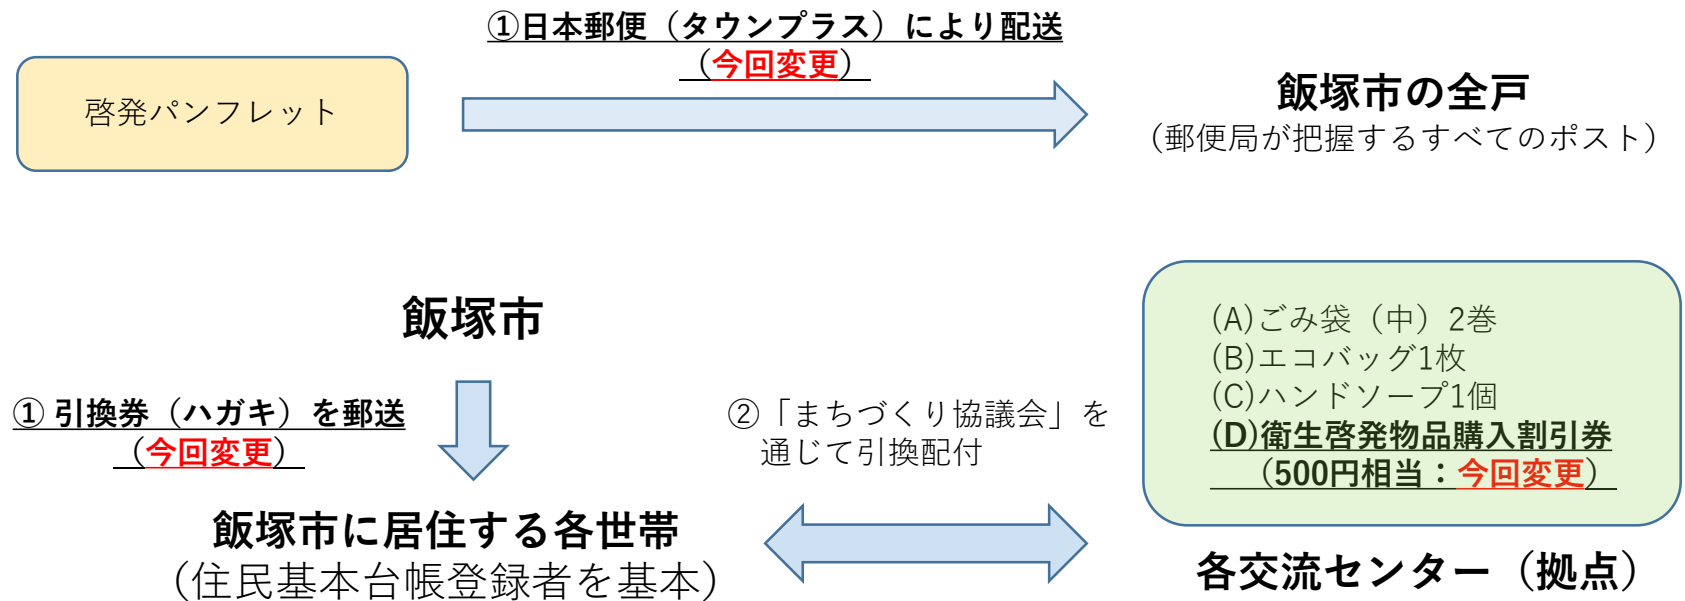 ①日本郵便（タウンプラス）により配送
（今回変更）
啓発パンフレット
飯塚市の全戸
（郵便局が把握するすべてのポスト）
飯塚市
① 引換券（ハガキ）を郵送
（今回変更）
飯塚市に居住する各世帯
（住民基本台帳登録者を基本）
②「まちづくり協議会」を
通じて引換配付
(A)ごみ袋（中）2巻
(B)エコバッグ1枚
(C)ハンドソープ1個
(D)衛生啓発物品購入割引券
（500円相当：今回変更）
各交流センター（拠点）